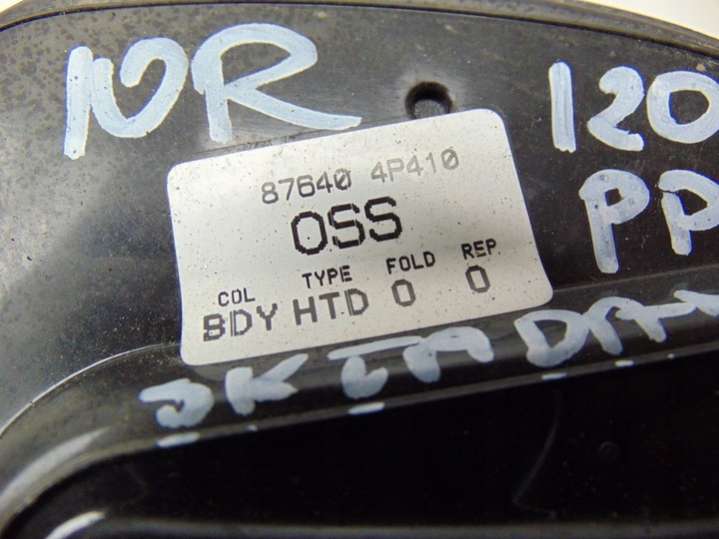 10R
120
PP
87640 4P410
OSS
COL TYPE FOLD REP
BDY HTD 0 0